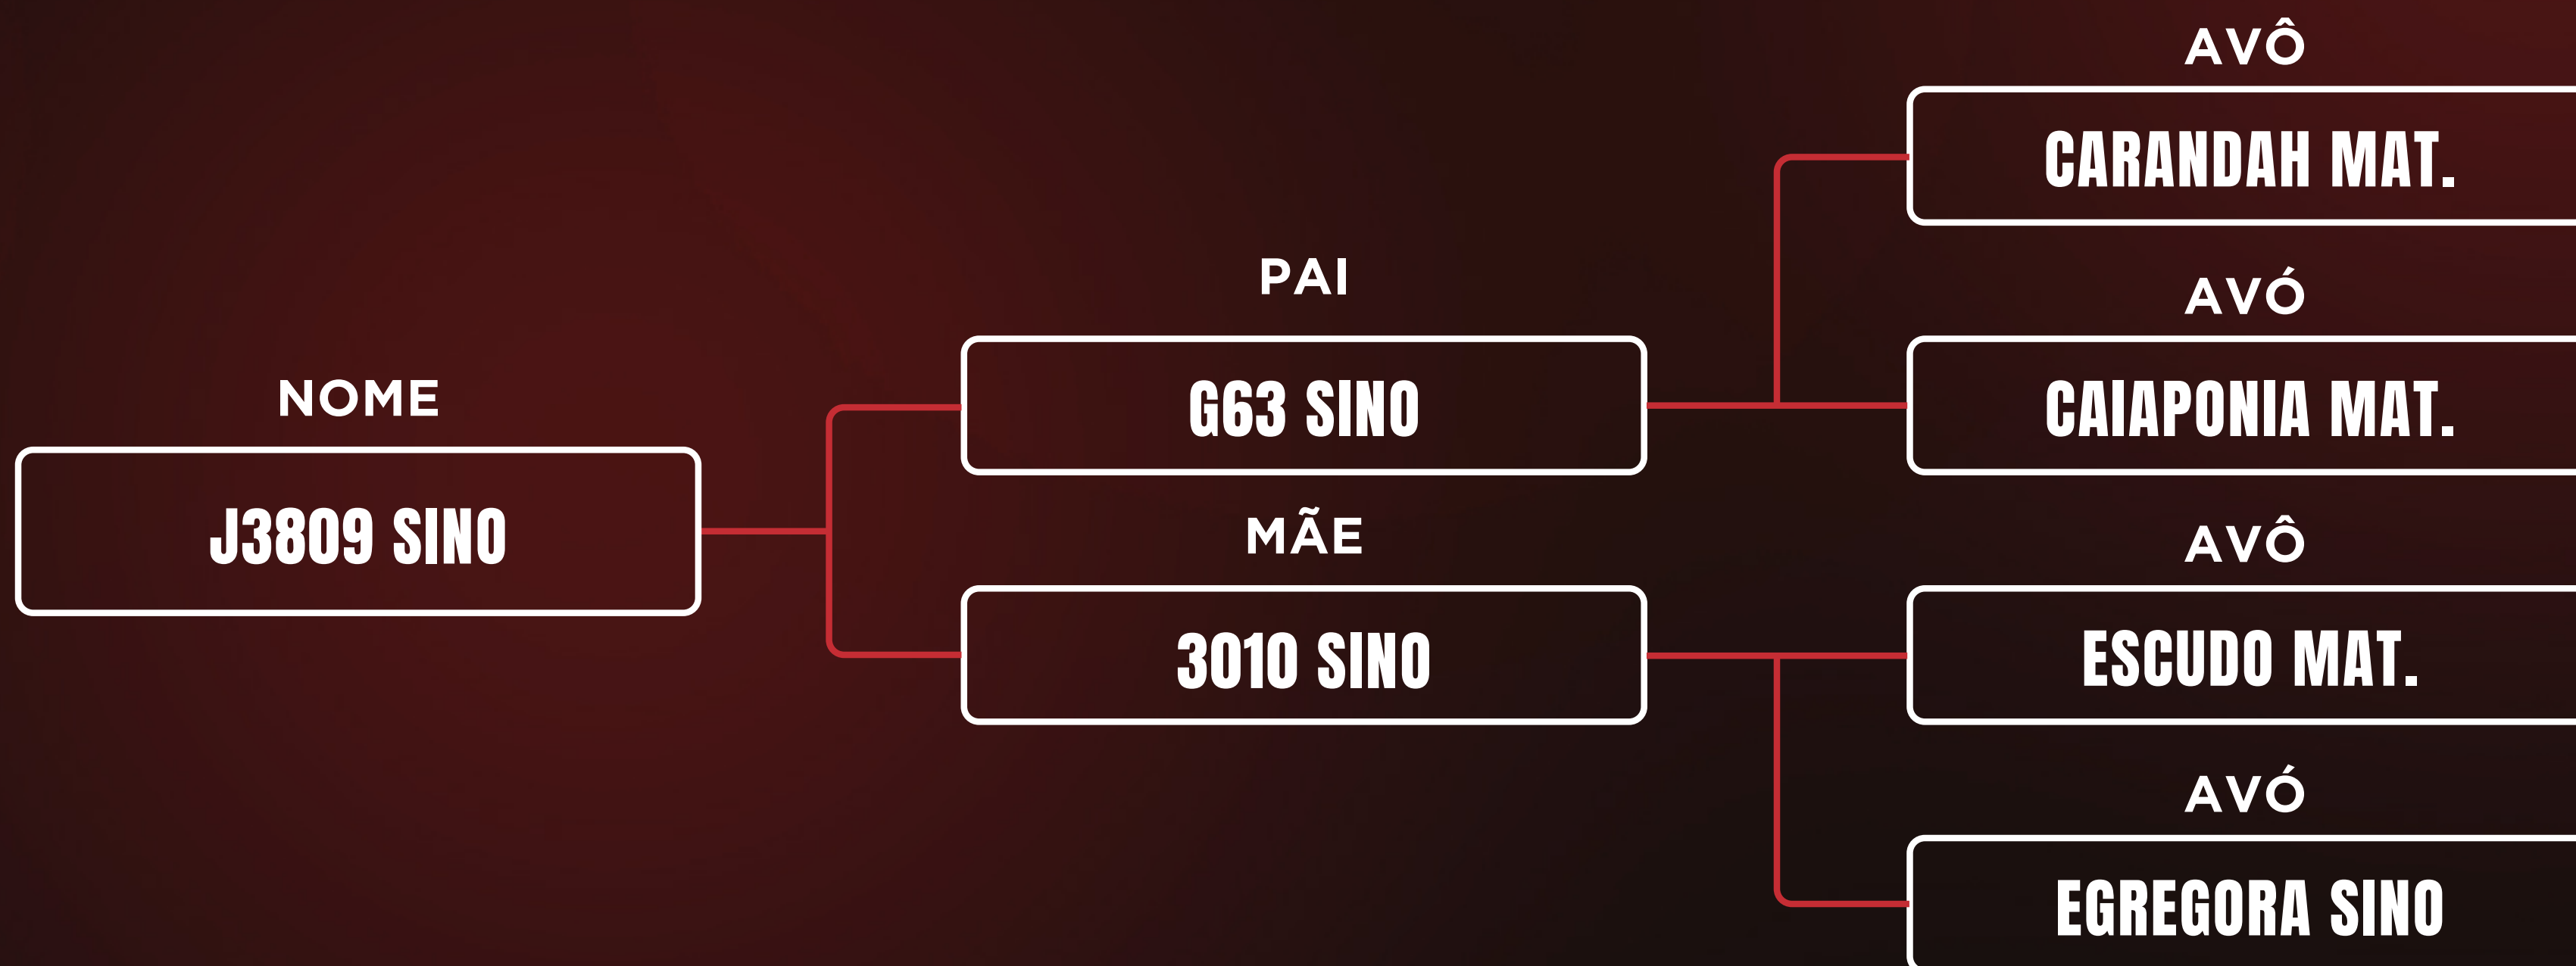 NOME
J3809 SINO
PAI
G63 SINO
MÃE
3010 SINO
AVÔ
CARANDAH MAT.
AVÓ
CAIAPONIA MAT.
AVÔ
ESCUDO MAT.
AVÓ
EGREGORA SINO